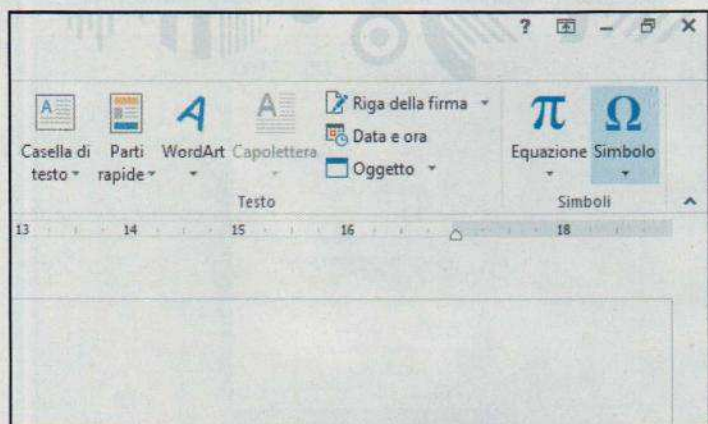 ?
Riga della firma
Data e ora
Oggetto
Casella di testo
Parti rapide
WordArt
Capolettera
Equazione
Simbolo
Testo
Simboli
13 14 15 16 18